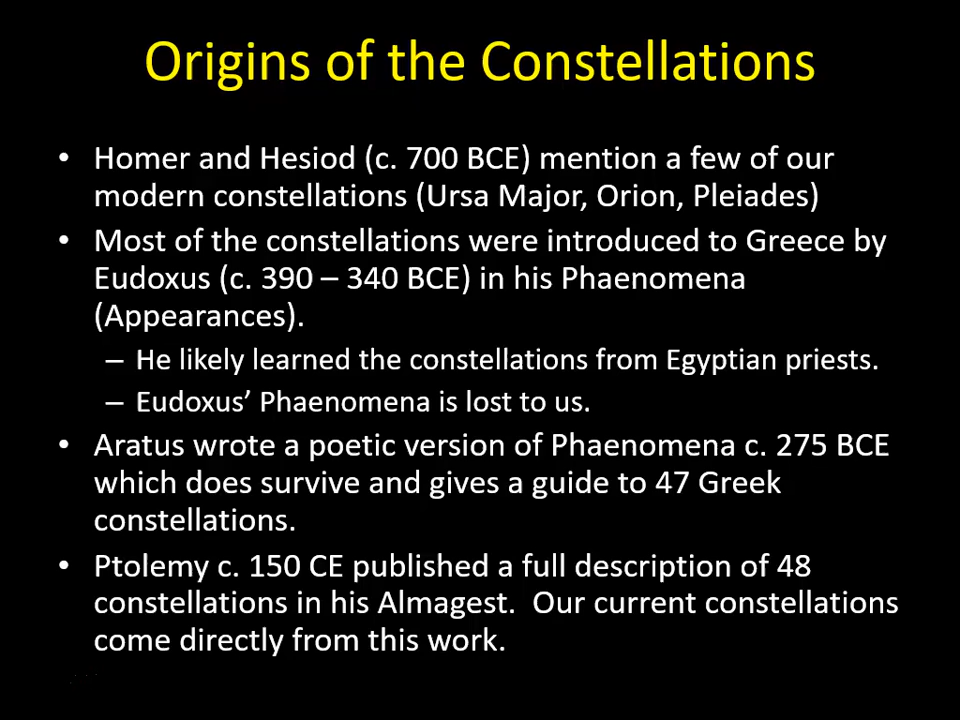 Origins of the Constellations
• Homer and Hesiod (c. 700 BCE) mention a few of our
modern constellations (Ursa Major, Orion, Pleiades)
• Most of the constellations were introduced to Greece by
Eudoxus (c. 390 – 340 BCE) in his Phaenomena
(Appearances).
– He likely learned the constellations from Egyptian priests.
– Eudoxus’ Phaenomena is lost to us.
• Aratus wrote a poetic version of Phaenomena c. 275 BCE
which does survive and gives a guide to 47 Greek
constellations.
• Ptolemy c. 150 CE published a full description of 48
constellations in his Almagest.  Our current constellations
come directly from this work.